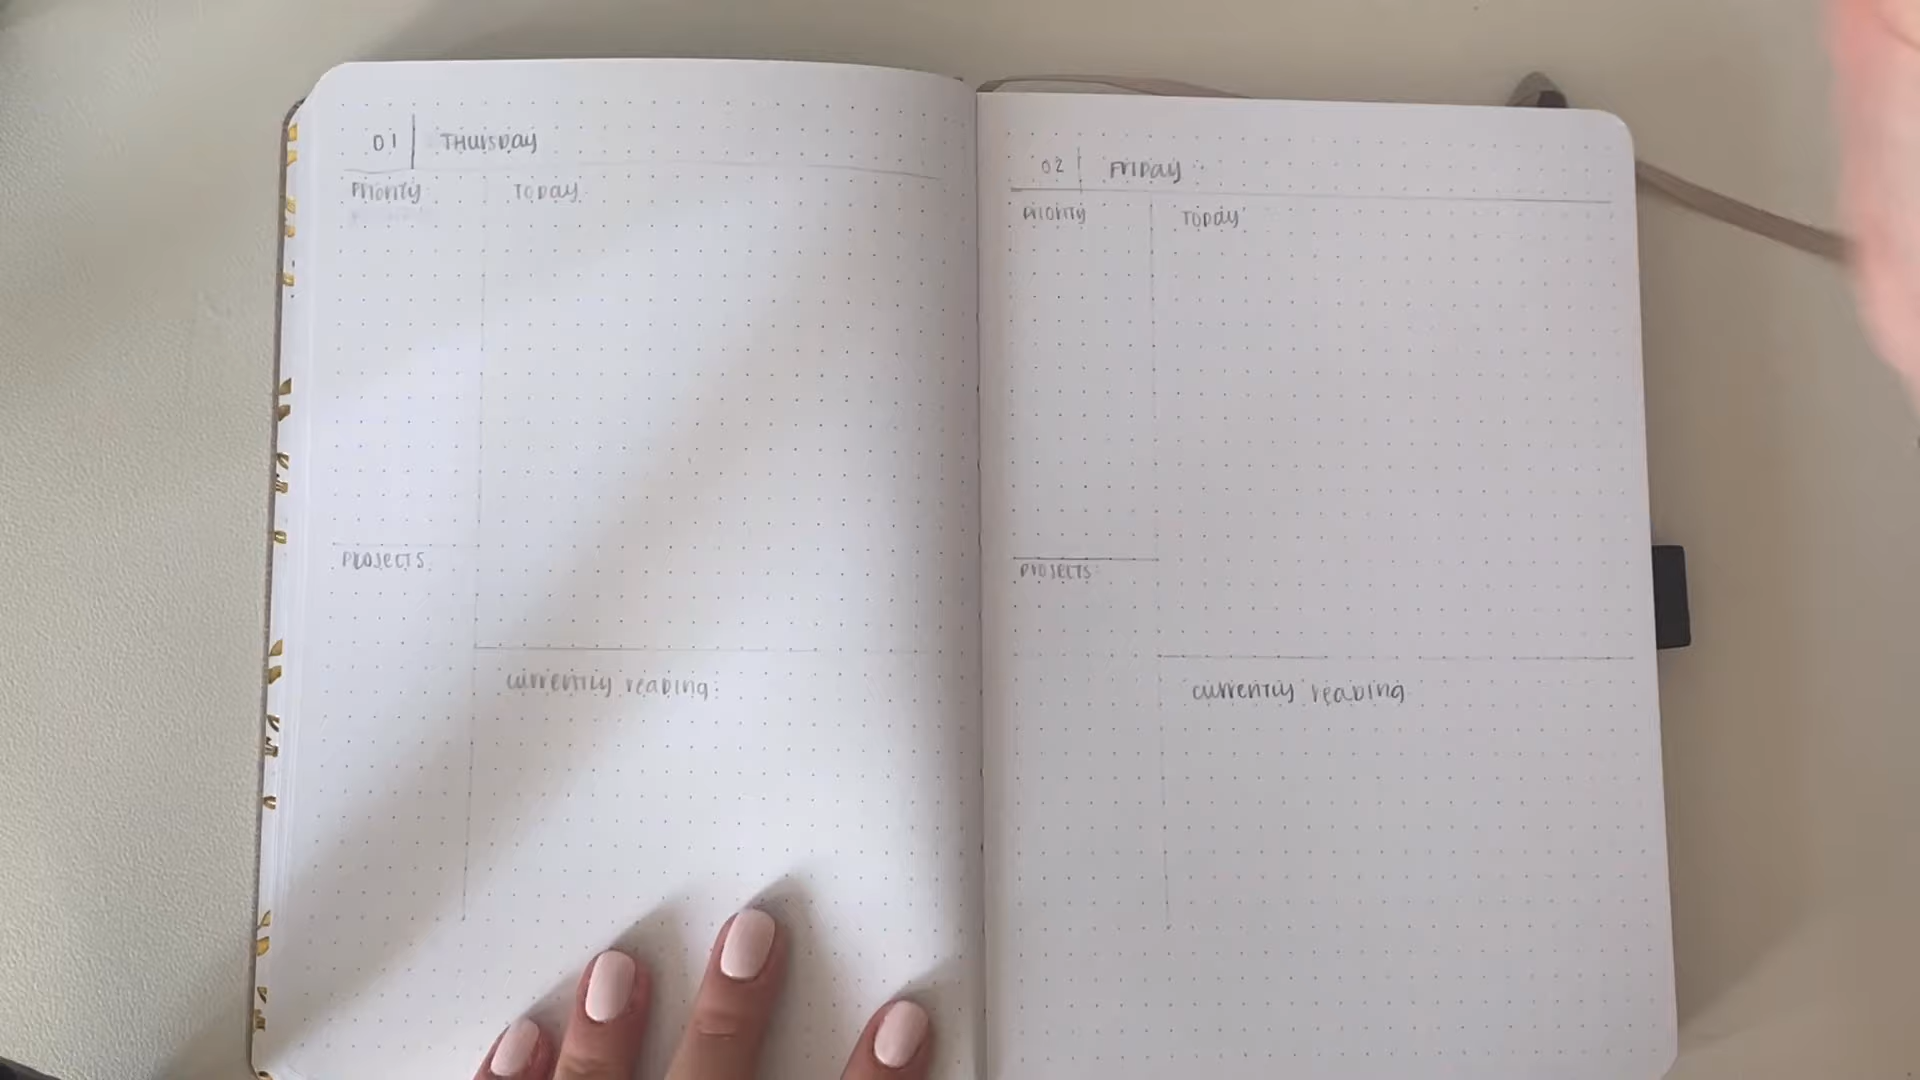 01 | THURSDAY
PRIORITY
TODAY
PROJECTS
currently reading:
02 | FRIDAY
PRIORITY
TODAY
PROJECTS
currently reading